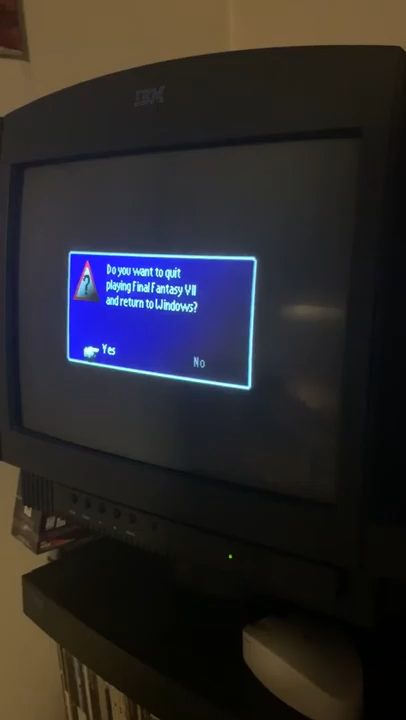 IBM
Do you want to quit
playing Final Fantasy VII
and return to Windows?
Yes
No